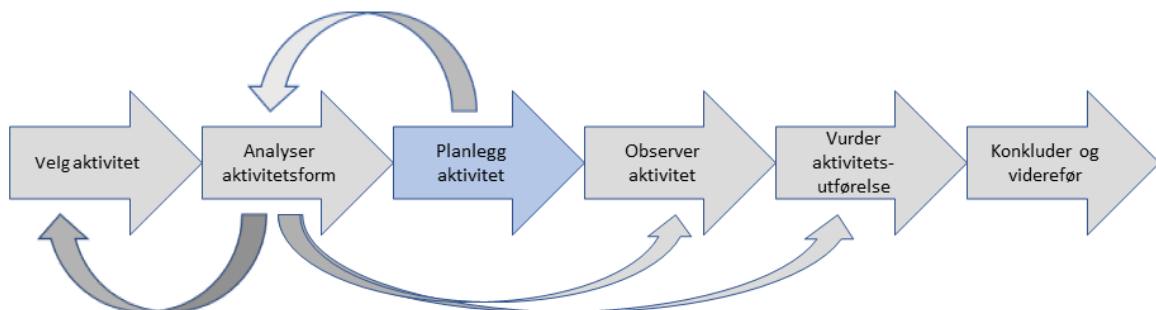 Velg aktivitet
Analyser
aktivitetsform
Planlegg
aktivitet
Observer
aktivitet
Vurder
aktivitets-
utførelse
Konkluder og
viderefør